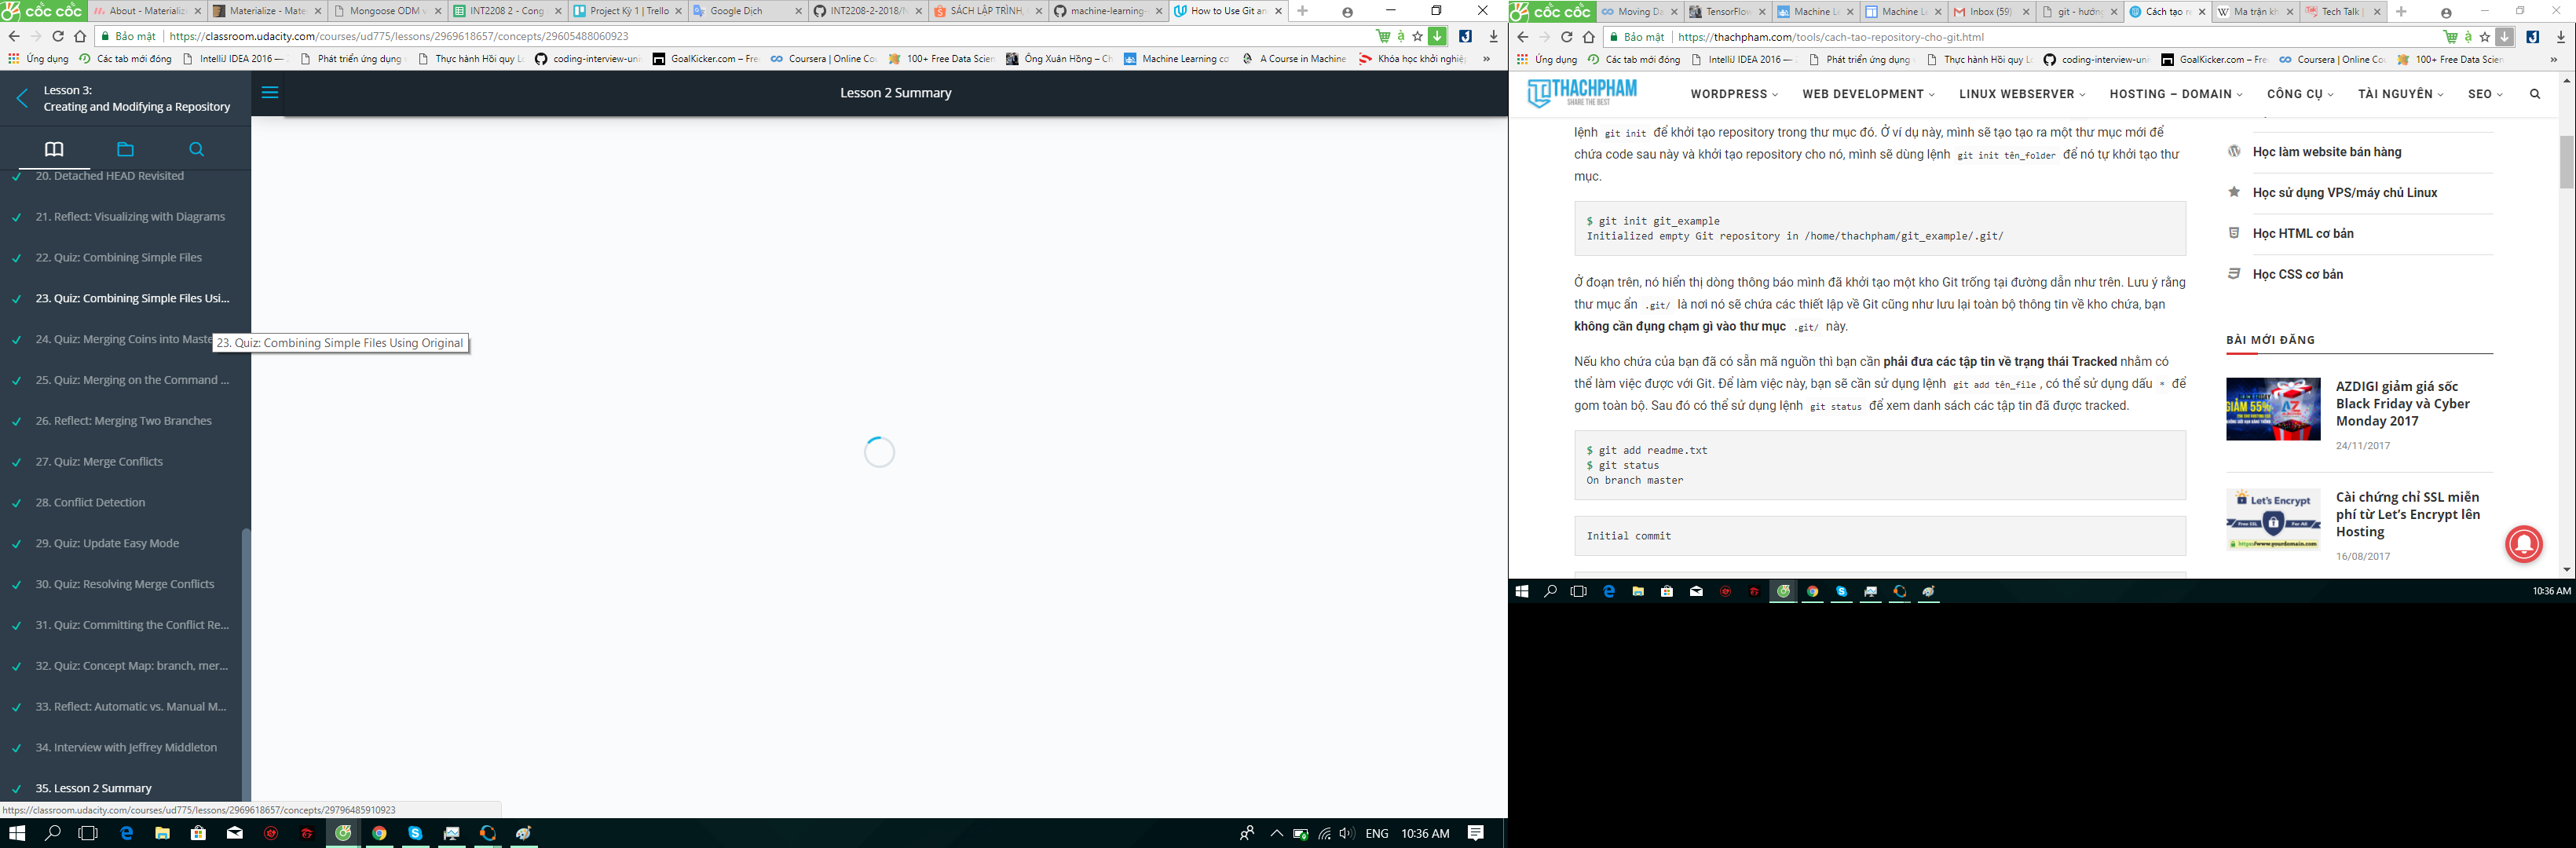 cốc cốc
About - Materializ
Materialize - Mate
Mongoose ODM v
INT2208 2 - Cong
Project Kỳ 1 | Trello
Google Dịch
INT2208-2-2018/N
SÁCH LẬP TRÌNH,
machine-learning-
How to Use Git an
Bảo mật
https://classroom.udacity.com/courses/ud775/lessons/2969618657/concepts/29605488060923
Ứng dụng
Các tab mới đóng
IntelliJ IDEA 2016 —
Phát triển ứng dụng
Thực hành Hồi quy L
coding-interview-uni
GoalKicker.com – Fre
Coursera | Online Co
100+ Free Data Scien
Ông Xuân Hồng – Ch
Machine Learning co
A Course in Machine
Khóa học khởi nghiệ
»
Lesson 3:
Creating and Modifying a Repository
Lesson 2 Summary
20. Detached HEAD Revisited
21. Reflect: Visualizing with Diagrams
22. Quiz: Combining Simple Files
23. Quiz: Combining Simple Files Usi...
24. Quiz: Merging Coins into Maste
23. Quiz: Combining Simple Files Using Original
25. Quiz: Merging on the Command ...
26. Reflect: Merging Two Branches
27. Quiz: Merge Conflicts
28. Conflict Detection
29. Quiz: Update Easy Mode
30. Quiz: Resolving Merge Conflicts
31. Quiz: Committing the Conflict Re...
32. Quiz: Concept Map: branch, mer...
33. Reflect: Automatic vs. Manual M...
34. Interview with Jeffrey Middleton
35. Lesson 2 Summary
https://classroom.udacity.com/courses/ud775/lessons/2969618657/concepts/29796485910923
ENG
10:36 AM
cốc cốc
Moving Da
TensorFlow
Machine Le
Machine Le
Inbox (59)
git - hướng
Cách tạo re
Ma trận kh
Tech Talk |
Bảo mật
https://thachpham.com/tools/cach-tao-repository-cho-git.html
Ứng dụng
Các tab mới đóng
IntelliJ IDEA 2016 —
Phát triển ứng dụng
Thực hành Hồi quy L
coding-interview-uni
GoalKicker.com – Fre
Coursera | Online Co
100+ Free Data Scien
»
THACHPHAM
SHARE THE BEST
WORDPRESS
WEB DEVELOPMENT
LINUX WEBSERVER
HOSTING – DOMAIN
CÔNG CỤ
TÀI NGUYÊN
SEO
lệnh git init để khởi tạo repository trong thư mục đó. Ở ví dụ này, mình sẽ tạo tạo ra một thư mục mới để
chứa code sau này và khởi tạo repository cho nó, mình sẽ dùng lệnh git init tên_folder để nó tự khởi tạo thư
mục.
$ git init git_example
Initialized empty Git repository in /home/thachpham/git_example/.git/
Ở đoạn trên, nó hiển thị dòng thông báo mình đã khởi tạo một kho Git trống tại đường dẫn như trên. Lưu ý rằng
thư mục ẩn .git/ là nơi nó sẽ chứa các thiết lập về Git cũng như lưu lại toàn bộ thông tin về kho chứa, bạn
không cần đụng chạm gì vào thư mục .git/ này.
Nếu kho chứa của bạn đã có sẵn mã nguồn thì bạn cần phải đưa các tập tin về trạng thái Tracked nhằm có
thể làm việc được với Git. Để làm việc này, bạn sẽ cần sử dụng lệnh git add tên_file, có thể sử dụng dấu * để
gom toàn bộ. Sau đó có thể sử dụng lệnh git status để xem danh sách các tập tin đã được tracked.
$ git add readme.txt
$ git status
On branch master
Initial commit
Học làm website bán hàng
Học sử dụng VPS/máy chủ Linux
Học HTML cơ bản
Học CSS cơ bản
BÀI MỚI ĐĂNG
GIẢM 55%
AZ
AZDIGI giảm giá sốc
Black Friday và Cyber
Monday 2017
24/11/2017
Let's Encrypt
Free SSL
For All
https://www.yourdomain.com
Cài chứng chỉ SSL miễn
phí từ Let's Encrypt lên
Hosting
16/08/2017
10:36 AM